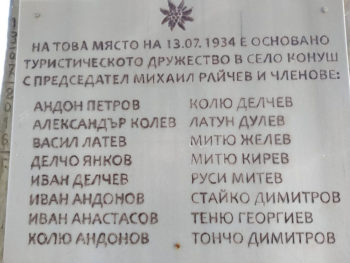 НА ТОВА МЯСТО НА 13.07. 1934 Е ОСНОВАНО
ТУРИСТИЧЕСКОТО ДРУЖЕСТВО В СЕЛО КОНУШ
С ПРЕДСЕДАТЕЛ МИХАИЛ РАЙЧЕВ И ЧЛЕНОВЕ:
АНДОН ПЕТРОВ
АЛЕКСАНДЪР КОЛЕВ
ВАСИЛ ЛАТЕВ
ДЕЛЧО ЯНКОВ
ИВАН ДЕЛЧЕВ
ИВАН АНДОНОВ
ИВАН АНАСТАСОВ
КОЛЮ АНДОНОВ
КОЛЮ ДЕЛЧЕВ
ЛАТУН ДУЛЕВ
МИТЮ ЖЕЛЕВ
МИТЮ КИРЕВ
РУСИ МИТЕВ
СТАЙКО ДИМИТРОВ
ТЕНЮ ГЕОРГИЕВ
ТОНЧО ДИМИТРОВ